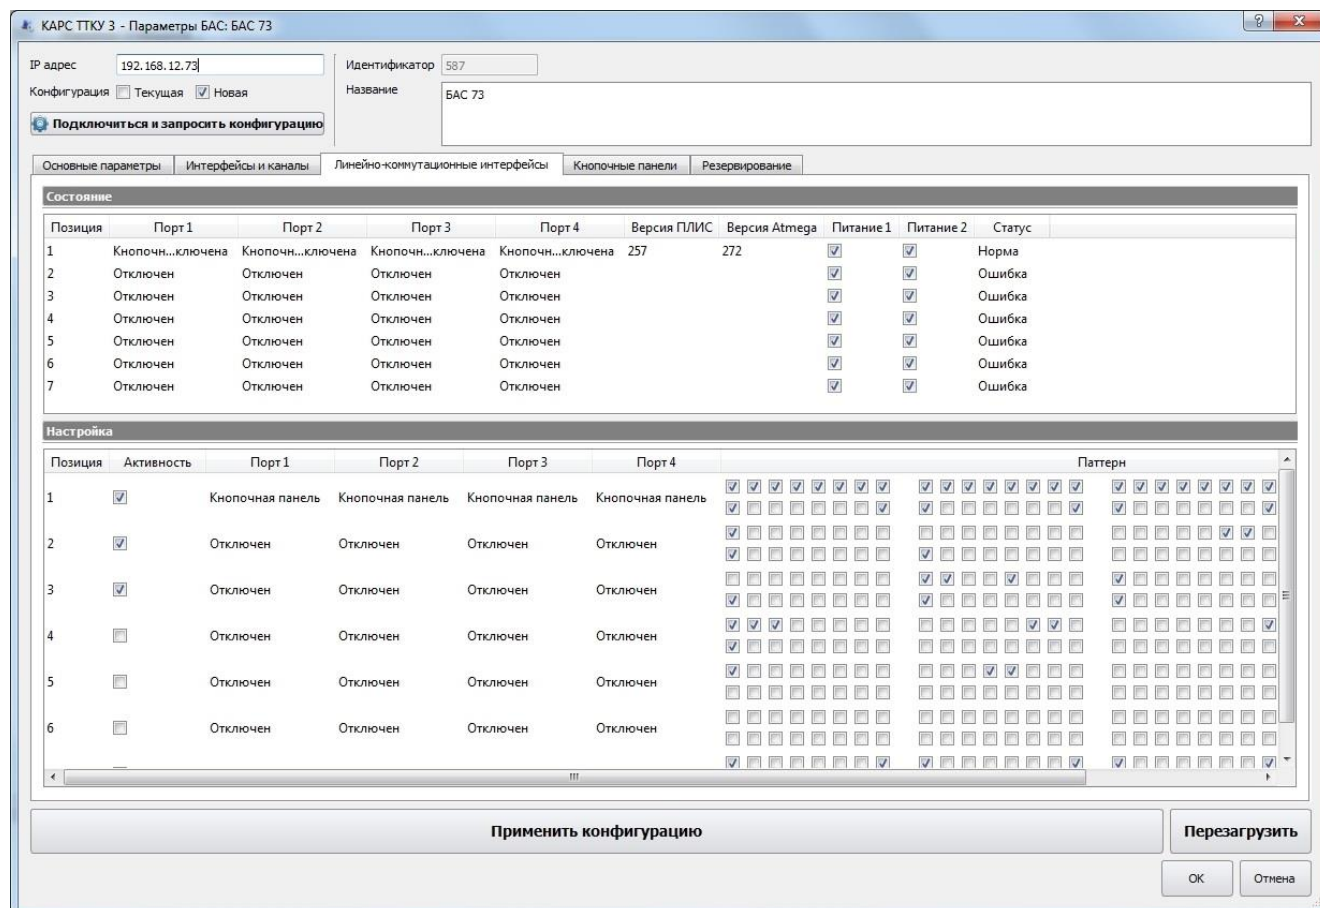 КАРС ТТКУ 3 - Параметры БАС: БАС 73
IP адрес 192.168.12.73 Идентификатор 587
Конфигурация Текущая Новая Название БАС 73
Подключиться и запросить конфигурацию
Основные параметры Интерфейсы и каналы Линейно-коммутационные интерфейсы Кнопочные панели Резервирование
Состояние
Позиция Порт 1 Порт 2 Порт 3 Порт 4 Версия ПЛИС Версия Atmega Питание 1 Питание 2 Статус
1 Кнопочн...ключена Кнопочн...ключена Кнопочн...ключена Кнопочн...ключена 257 272 Норма
2 Отключен Отключен Отключен Отключен Ошибка
3 Отключен Отключен Отключен Отключен Ошибка
4 Отключен Отключен Отключен Отключен Ошибка
5 Отключен Отключен Отключен Отключен Ошибка
6 Отключен Отключен Отключен Отключен Ошибка
7 Отключен Отключен Отключен Отключен Ошибка
Настройка
Позиция Активность Порт 1 Порт 2 Порт 3 Порт 4 Паттерн
1 Кнопочная панель Кнопочная панель Кнопочная панель Кнопочная панель
2 Отключен Отключен Отключен Отключен
3 Отключен Отключен Отключен Отключен
4 Отключен Отключен Отключен Отключен
5 Отключен Отключен Отключен Отключен
6 Отключен Отключен Отключен Отключен
Применить конфигурацию Перезагрузить
ОК Отмена